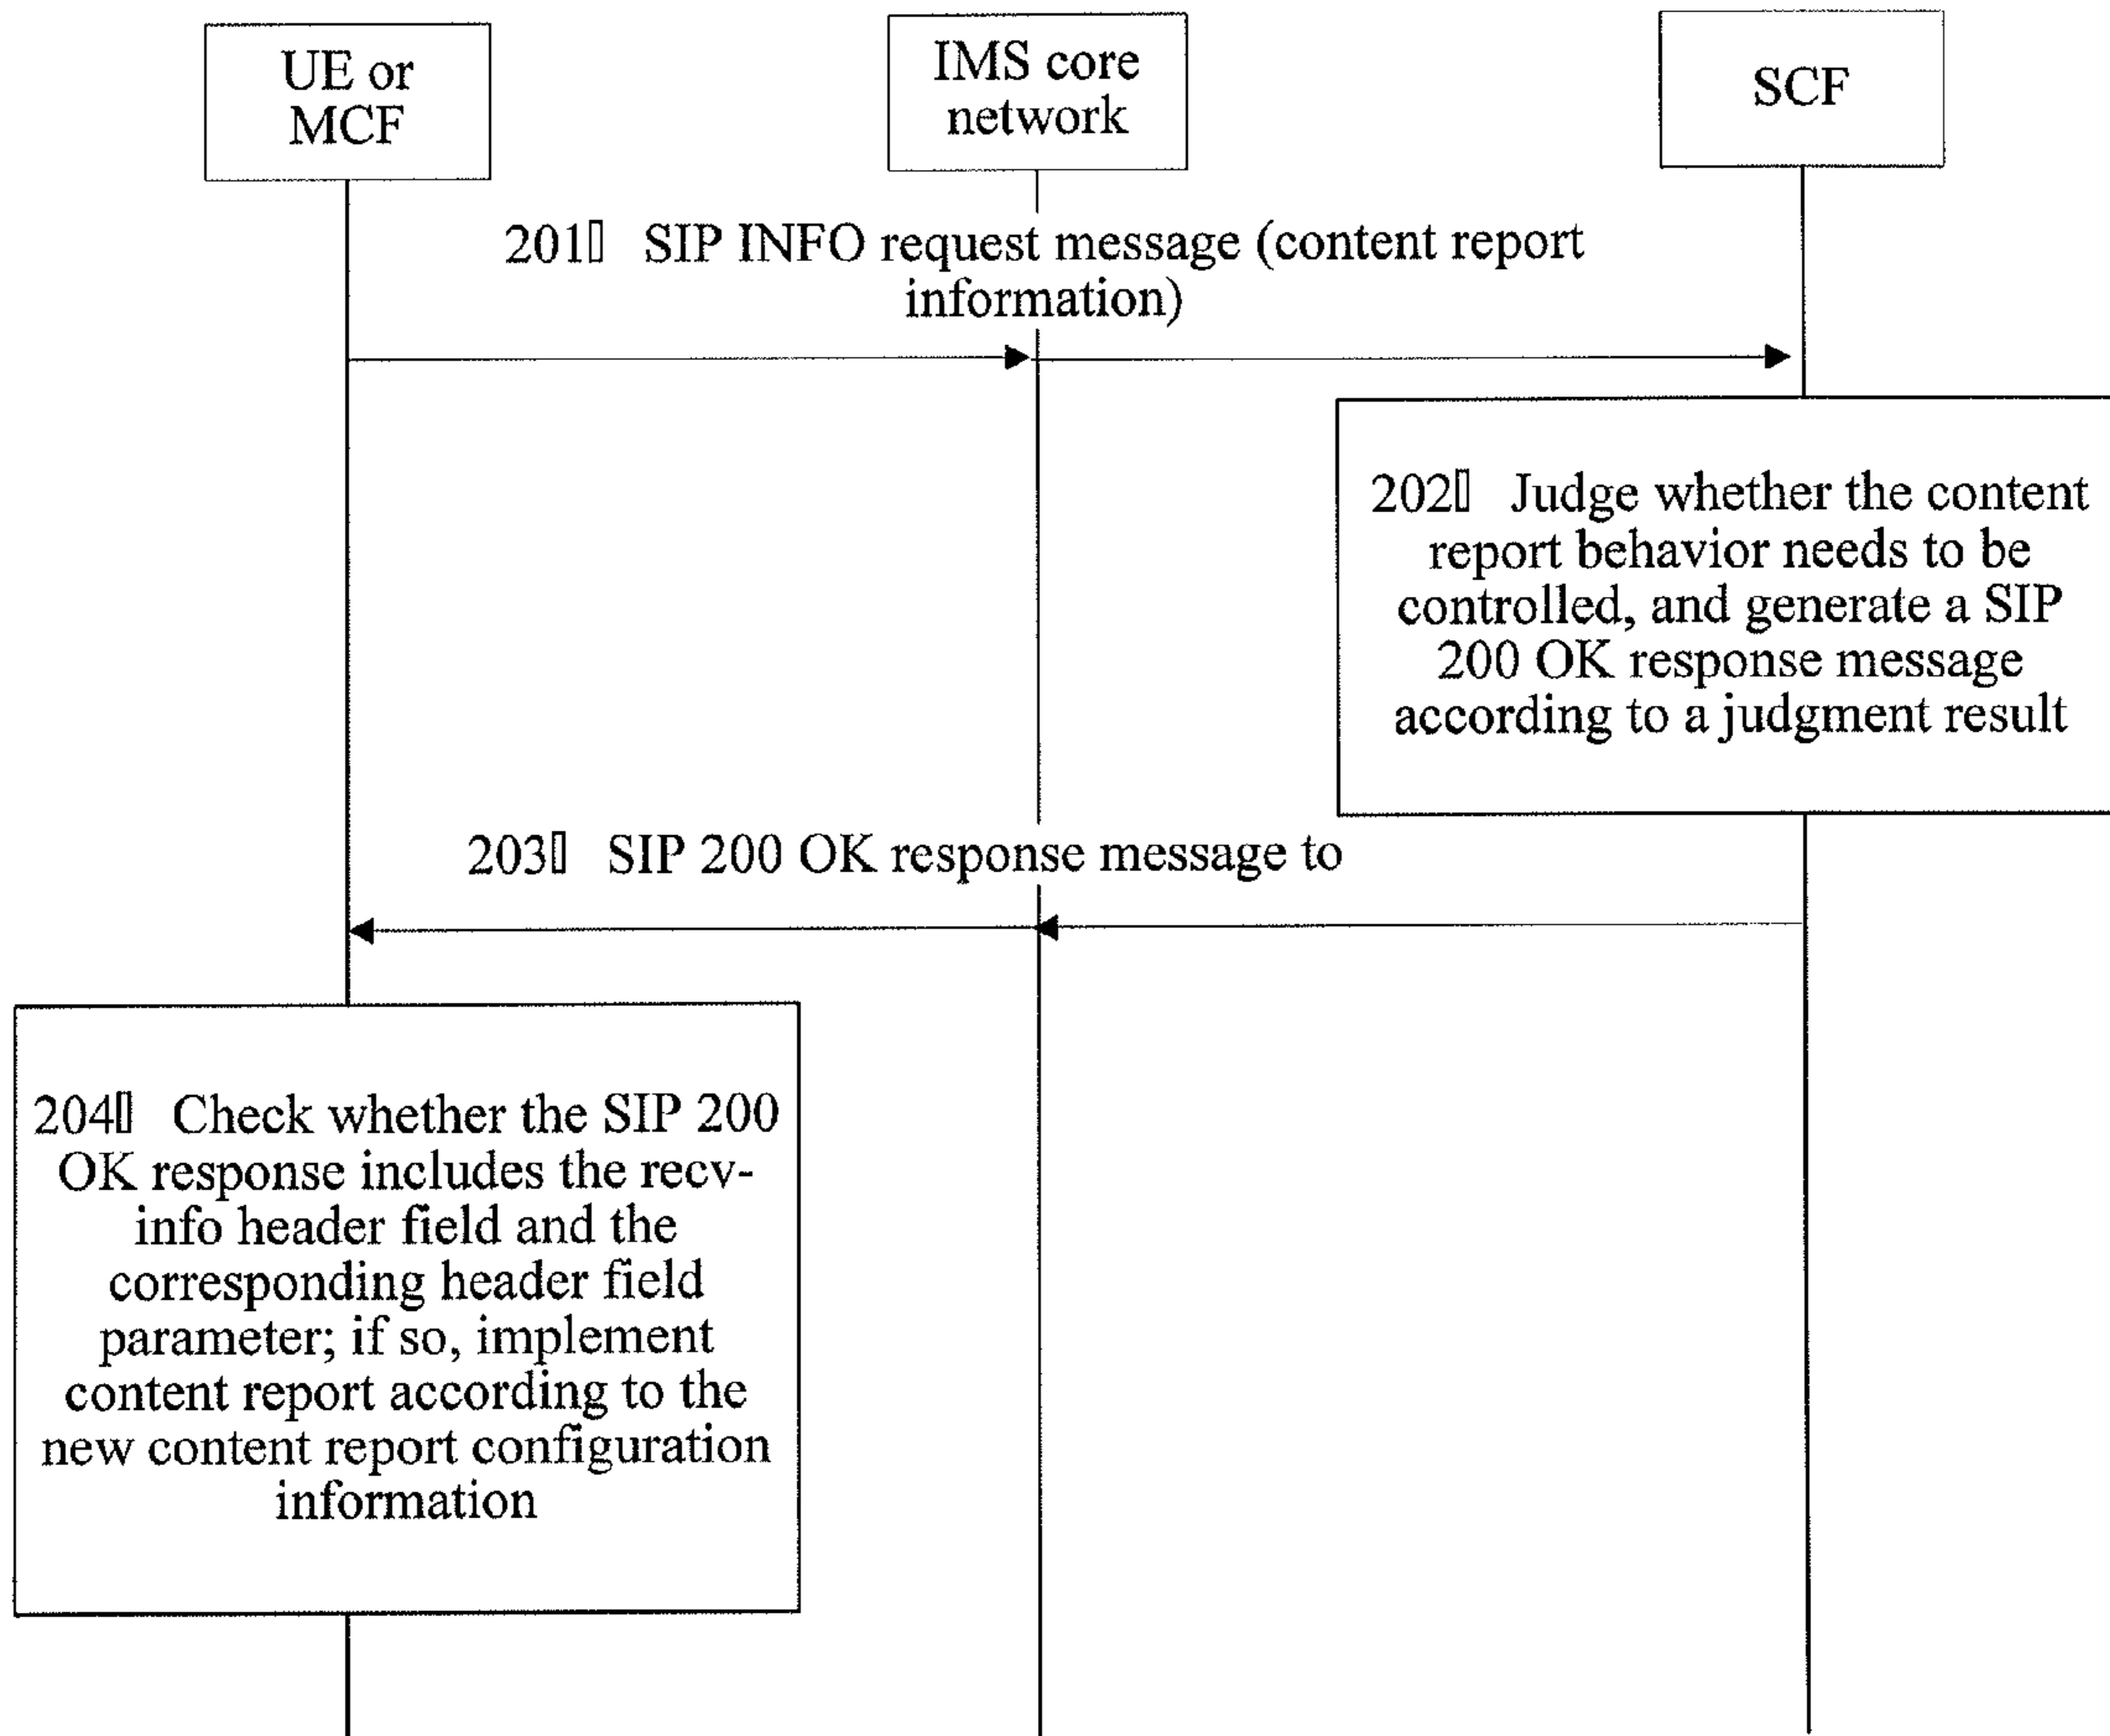 UE or
MCF
IMS core
network
SCF
201▯ SIP INFO request message (content report
information)
202▯ Judge whether the content
report behavior needs to be
controlled, and generate a SIP
200 OK response message
according to a judgment result
203▯ SIP 200 OK response message to
204▯ Check whether the SIP 200
OK response includes the recv-
info header field and the
corresponding header field
parameter; if so, implement
content report according to the
new content report configuration
information